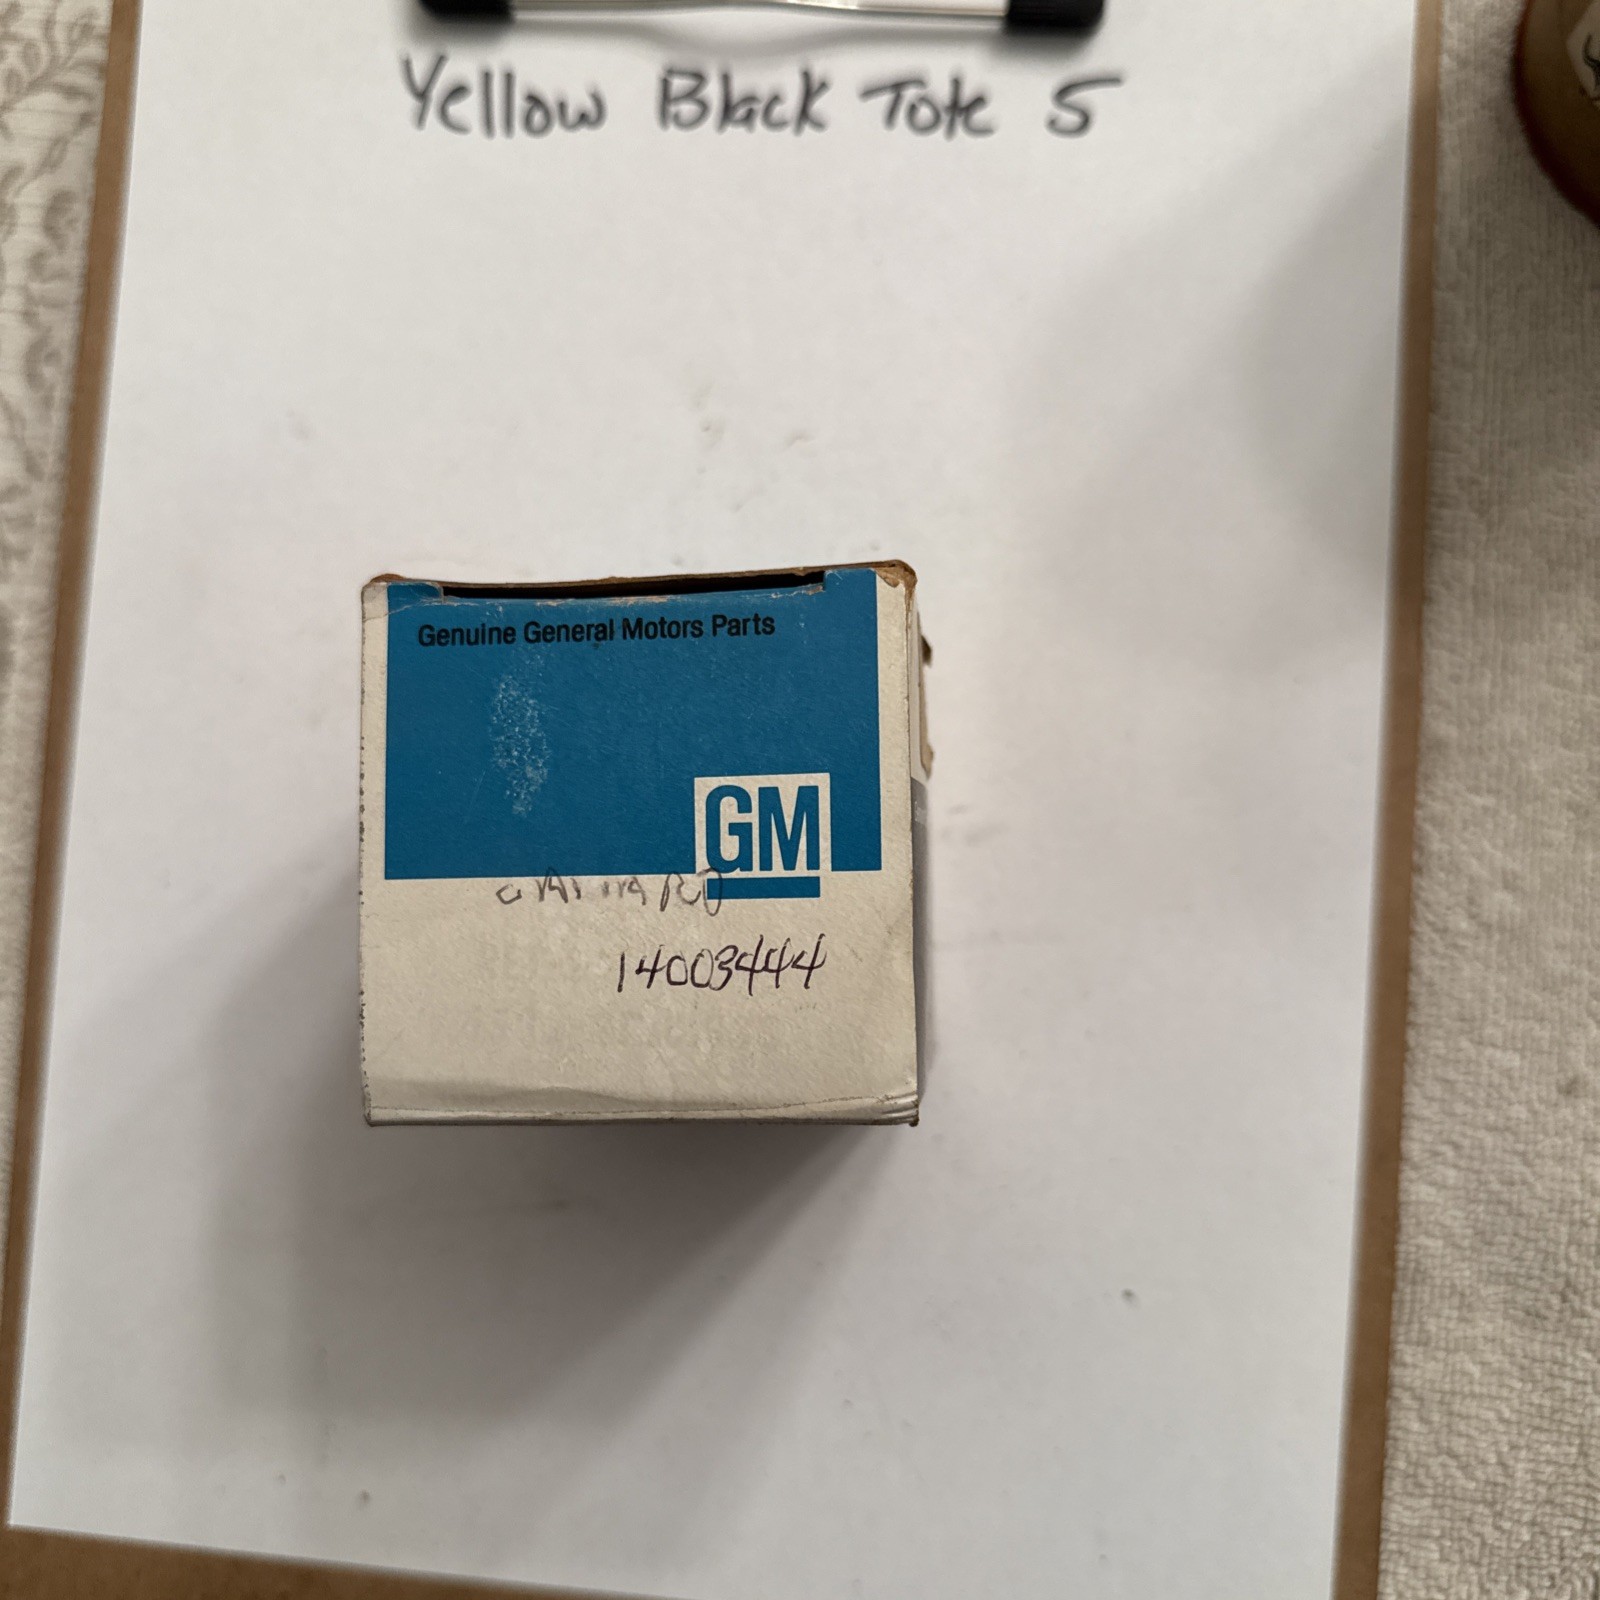 Yellow Black Tote 5
Genuine General Motors Parts
GM
14003444